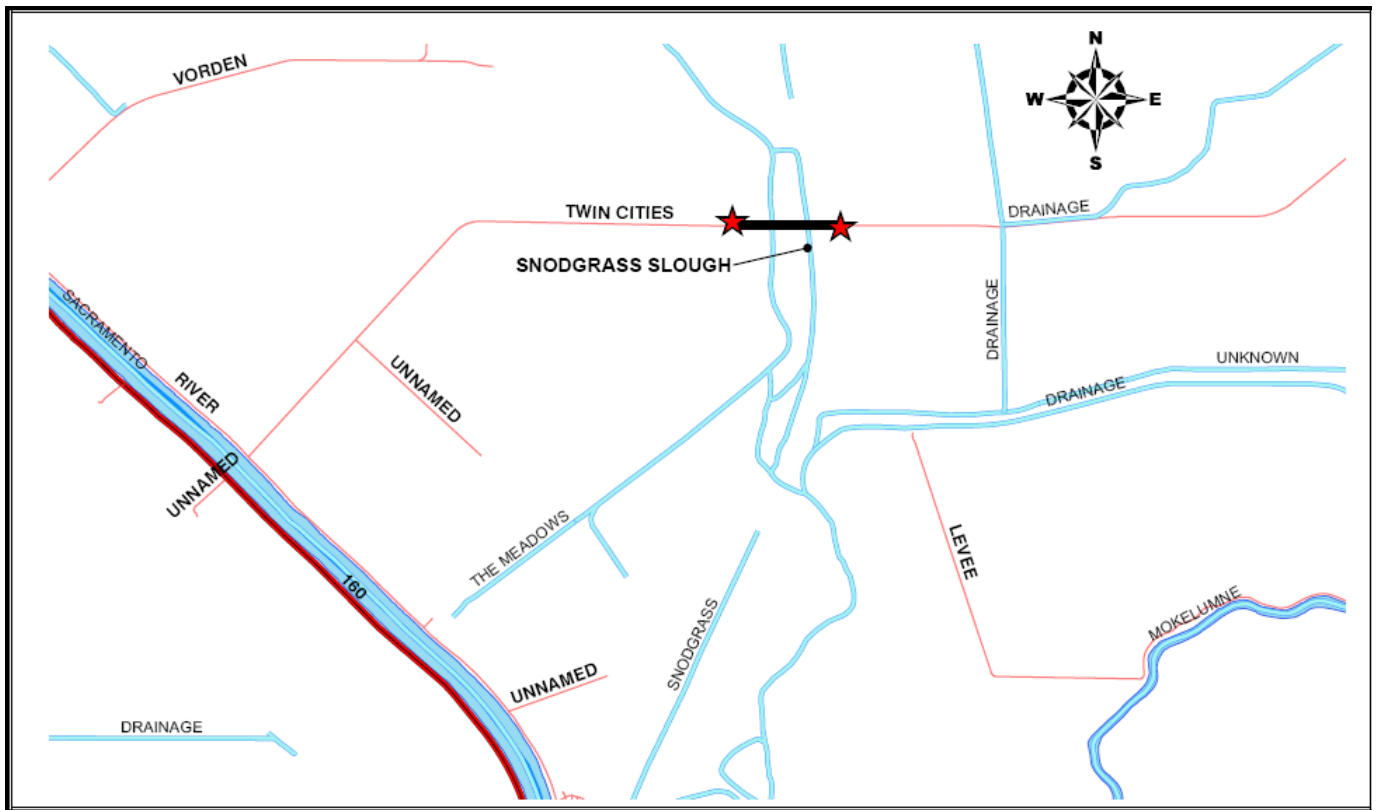 N
VORDEN
W
E
S
TWIN CITIES
DRAINAGE
SNODGRASS SLOUGH
SACRAMENTO
RIVER
DRAINAGE
UNNAMED
UNKNOWN
DRAINAGE
UNNAMED
THE MEADOWS
LEVEE
160
SNODGRASS
MOKELUMNE
UNNAMED
DRAINAGE